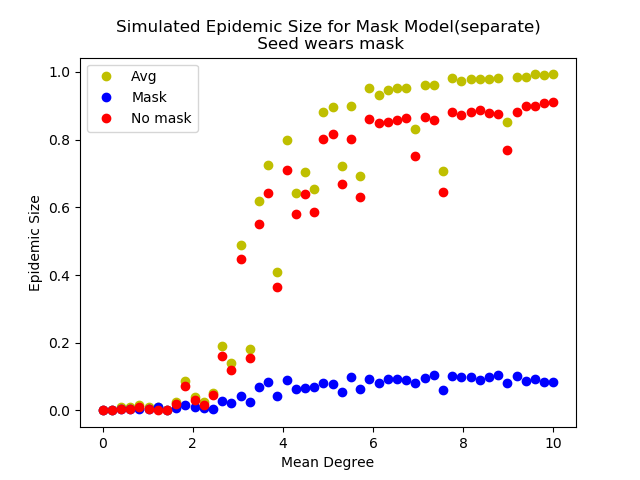 Simulated Epidemic Size for Mask Model(separate)
Seed wears mask
Avg
Mask
No mask
1.0
0.8
0.6
0.4
0.2
0.0
Epidemic Size
0 2 4 6 8 10
Mean Degree